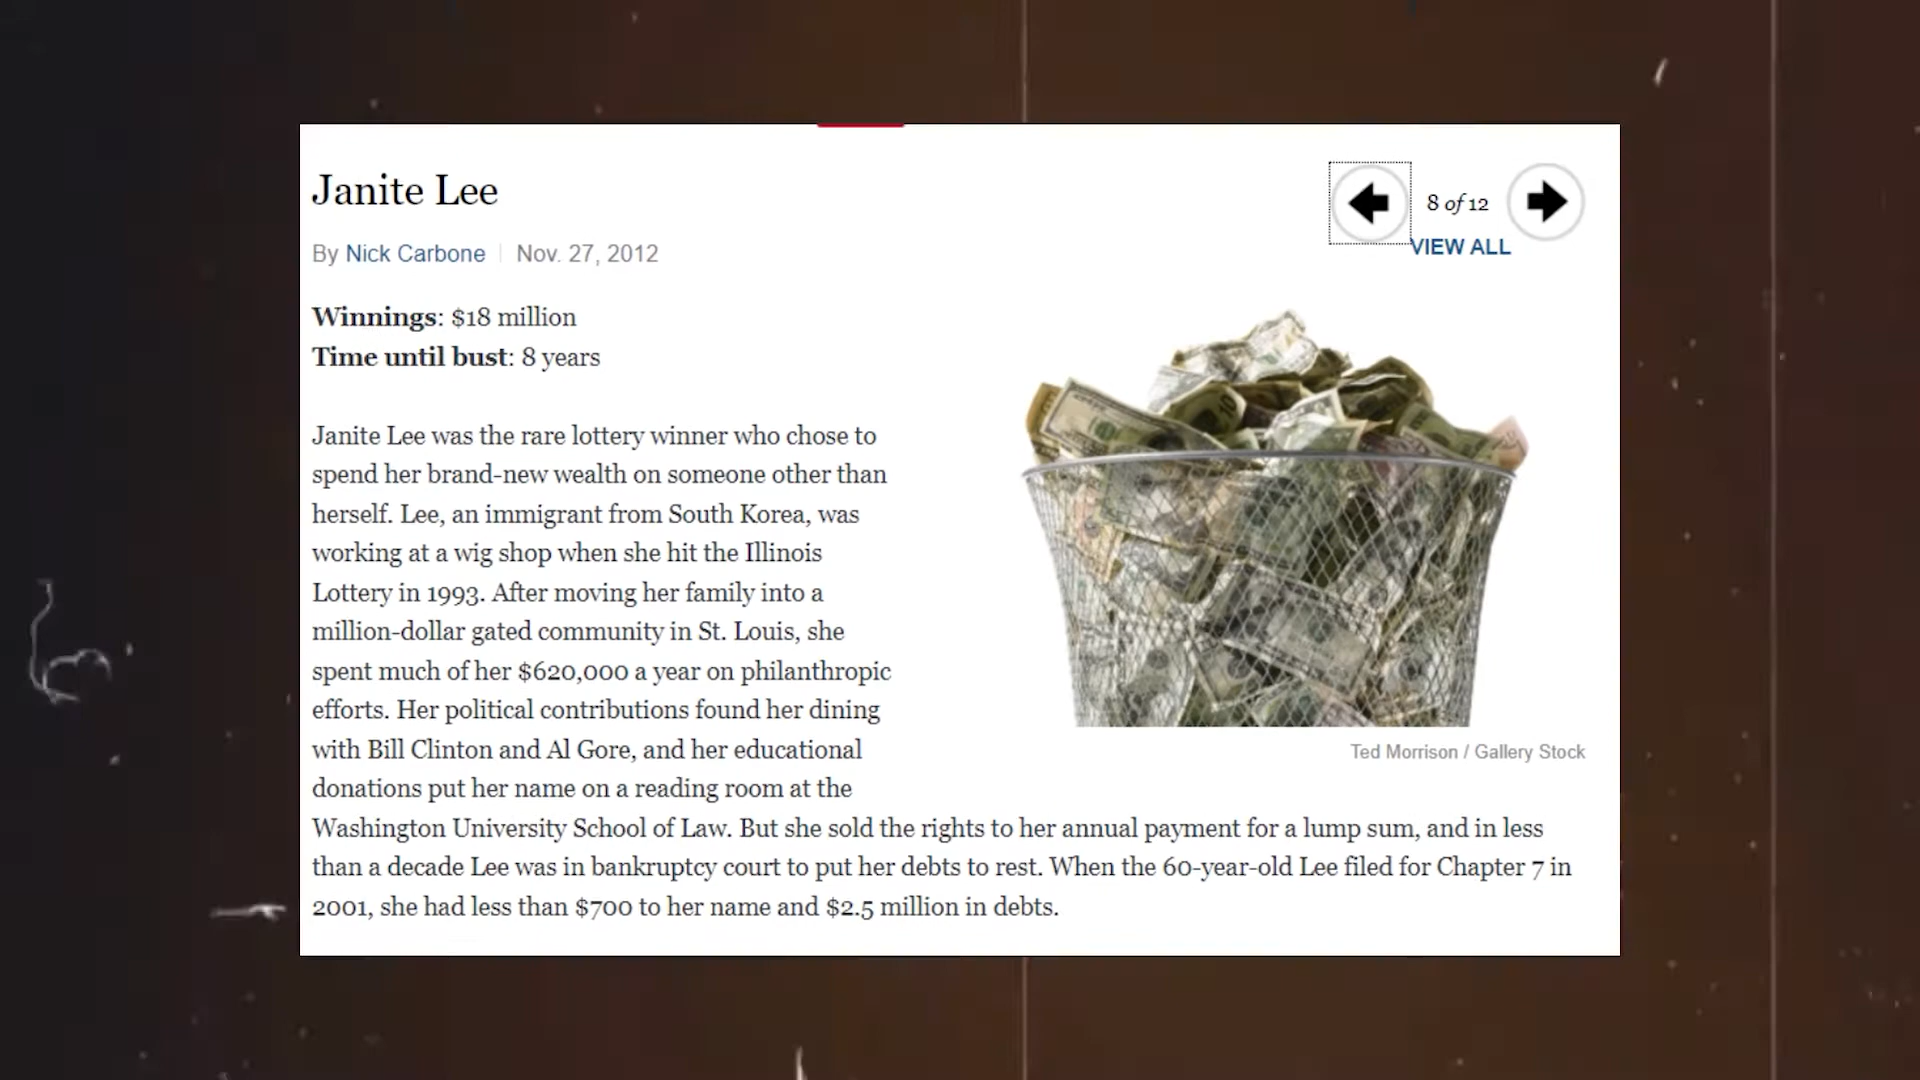 Janite Lee
By Nick Carbone | Nov. 27, 2012
8 of 12
VIEW ALL
Winnings: $18 million
Time until bust: 8 years
Janite Lee was the rare lottery winner who chose to
spend her brand-new wealth on someone other than
herself. Lee, an immigrant from South Korea, was
working at a wig shop when she hit the Illinois
Lottery in 1993. After moving her family into a
million-dollar gated community in St. Louis, she
spent much of her $620,000 a year on philanthropic
efforts. Her political contributions found her dining
with Bill Clinton and Al Gore, and her educational
donations put her name on a reading room at the
Washington University School of Law. But she sold the rights to her annual payment for a lump sum, and in less
than a decade Lee was in bankruptcy court to put her debts to rest. When the 60-year-old Lee filed for Chapter 7 in
2001, she had less than $700 to her name and $2.5 million in debts.
Ted Morrison / Gallery Stock